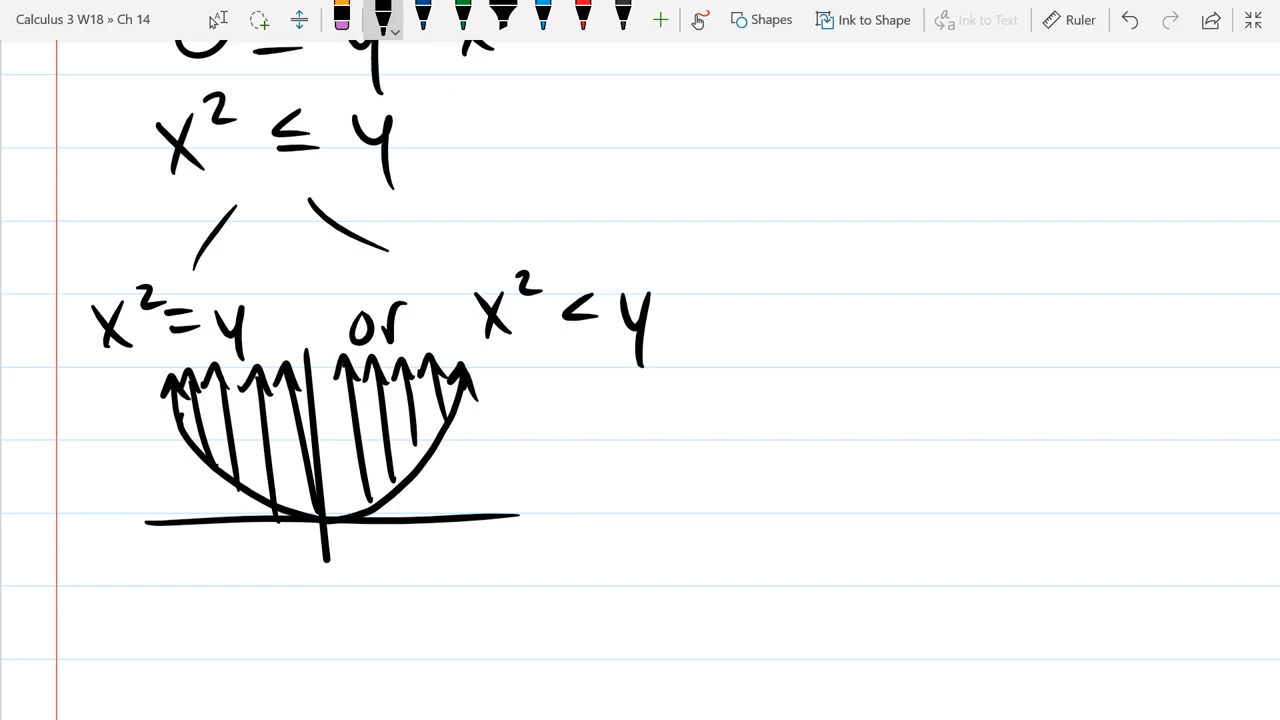 Calculus 3 W18 » Ch 14 Shapes Ink to Shape Ink to Text Ruler
x² ≤ y
x² = y or x² < y